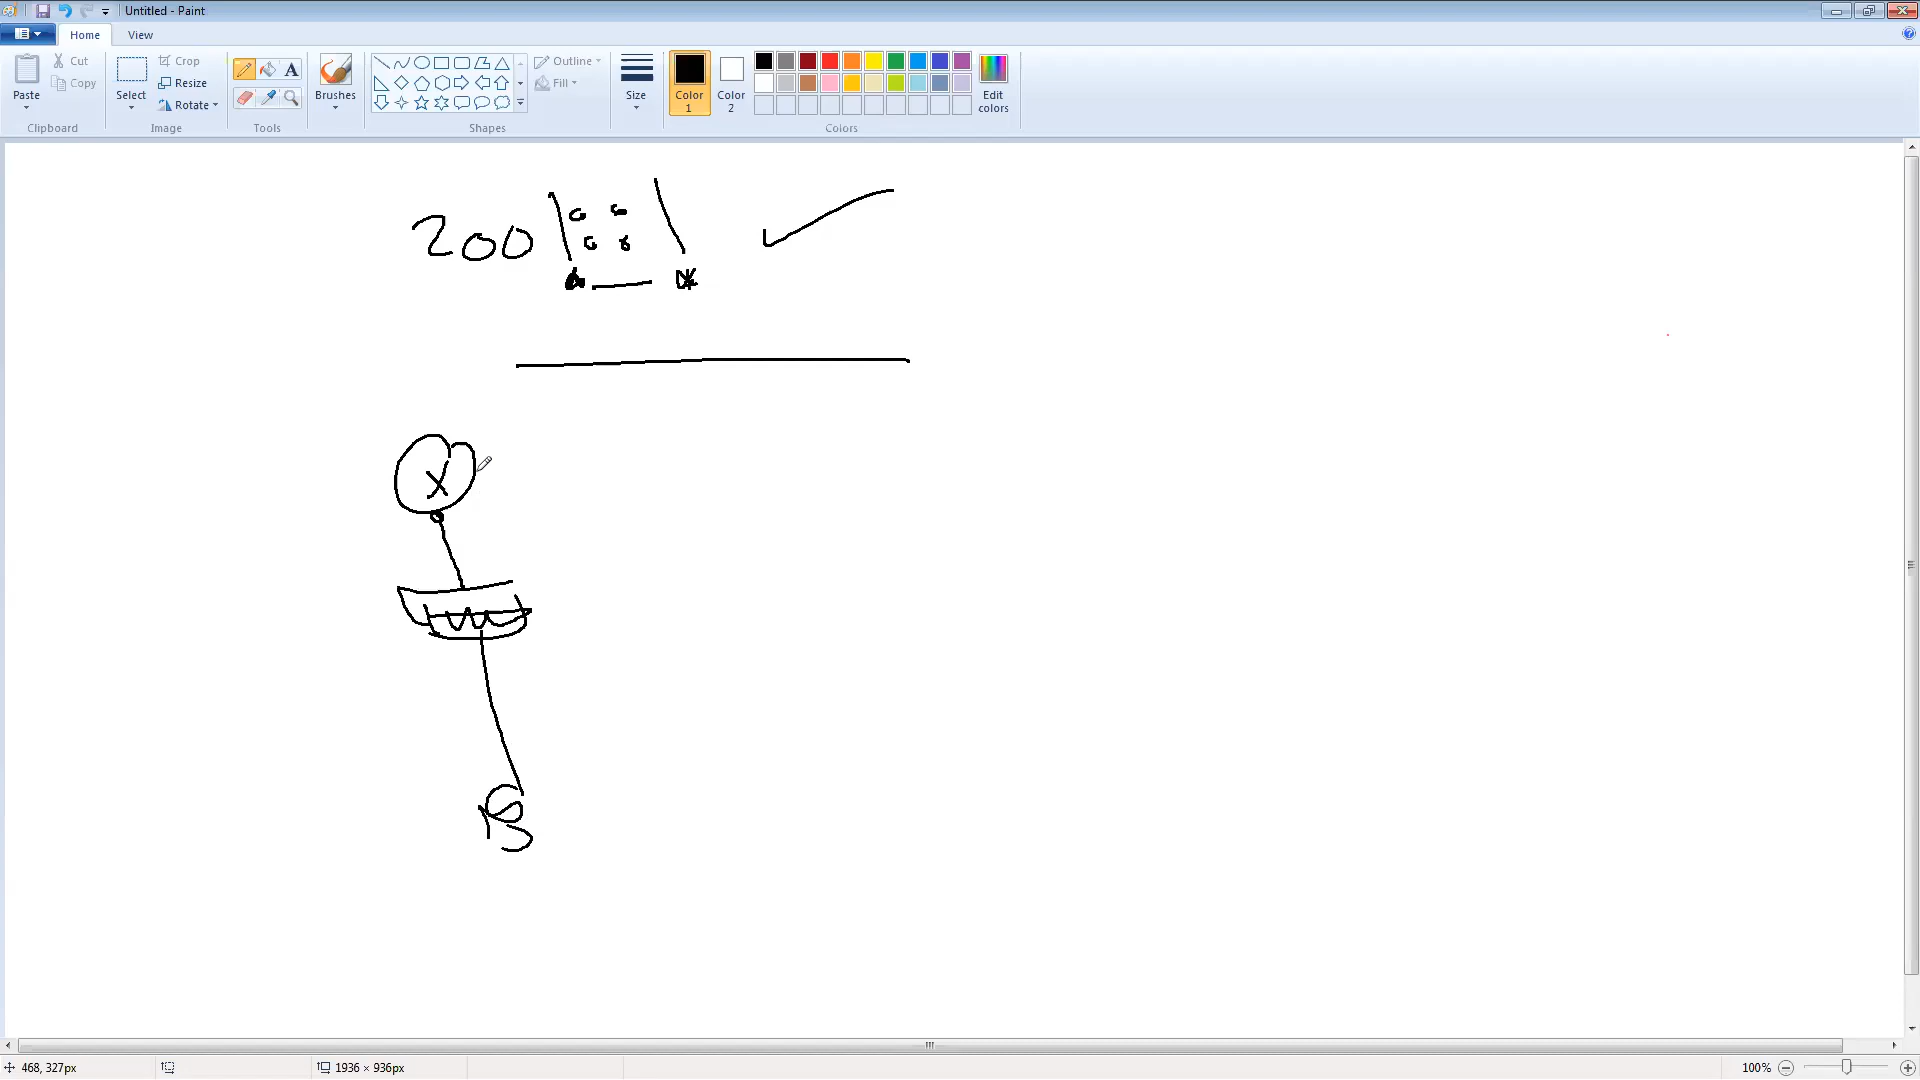 Untitled - Paint
Home View
Cut
Copy
Paste
Clipboard
Select
Crop
Resize
Rotate
Image
Tools
Brushes
Shapes
Outline
Fill
Size
Color 1
Color 2
Edit colors
Colors
200
X
468, 327px
1936 × 936px
100%